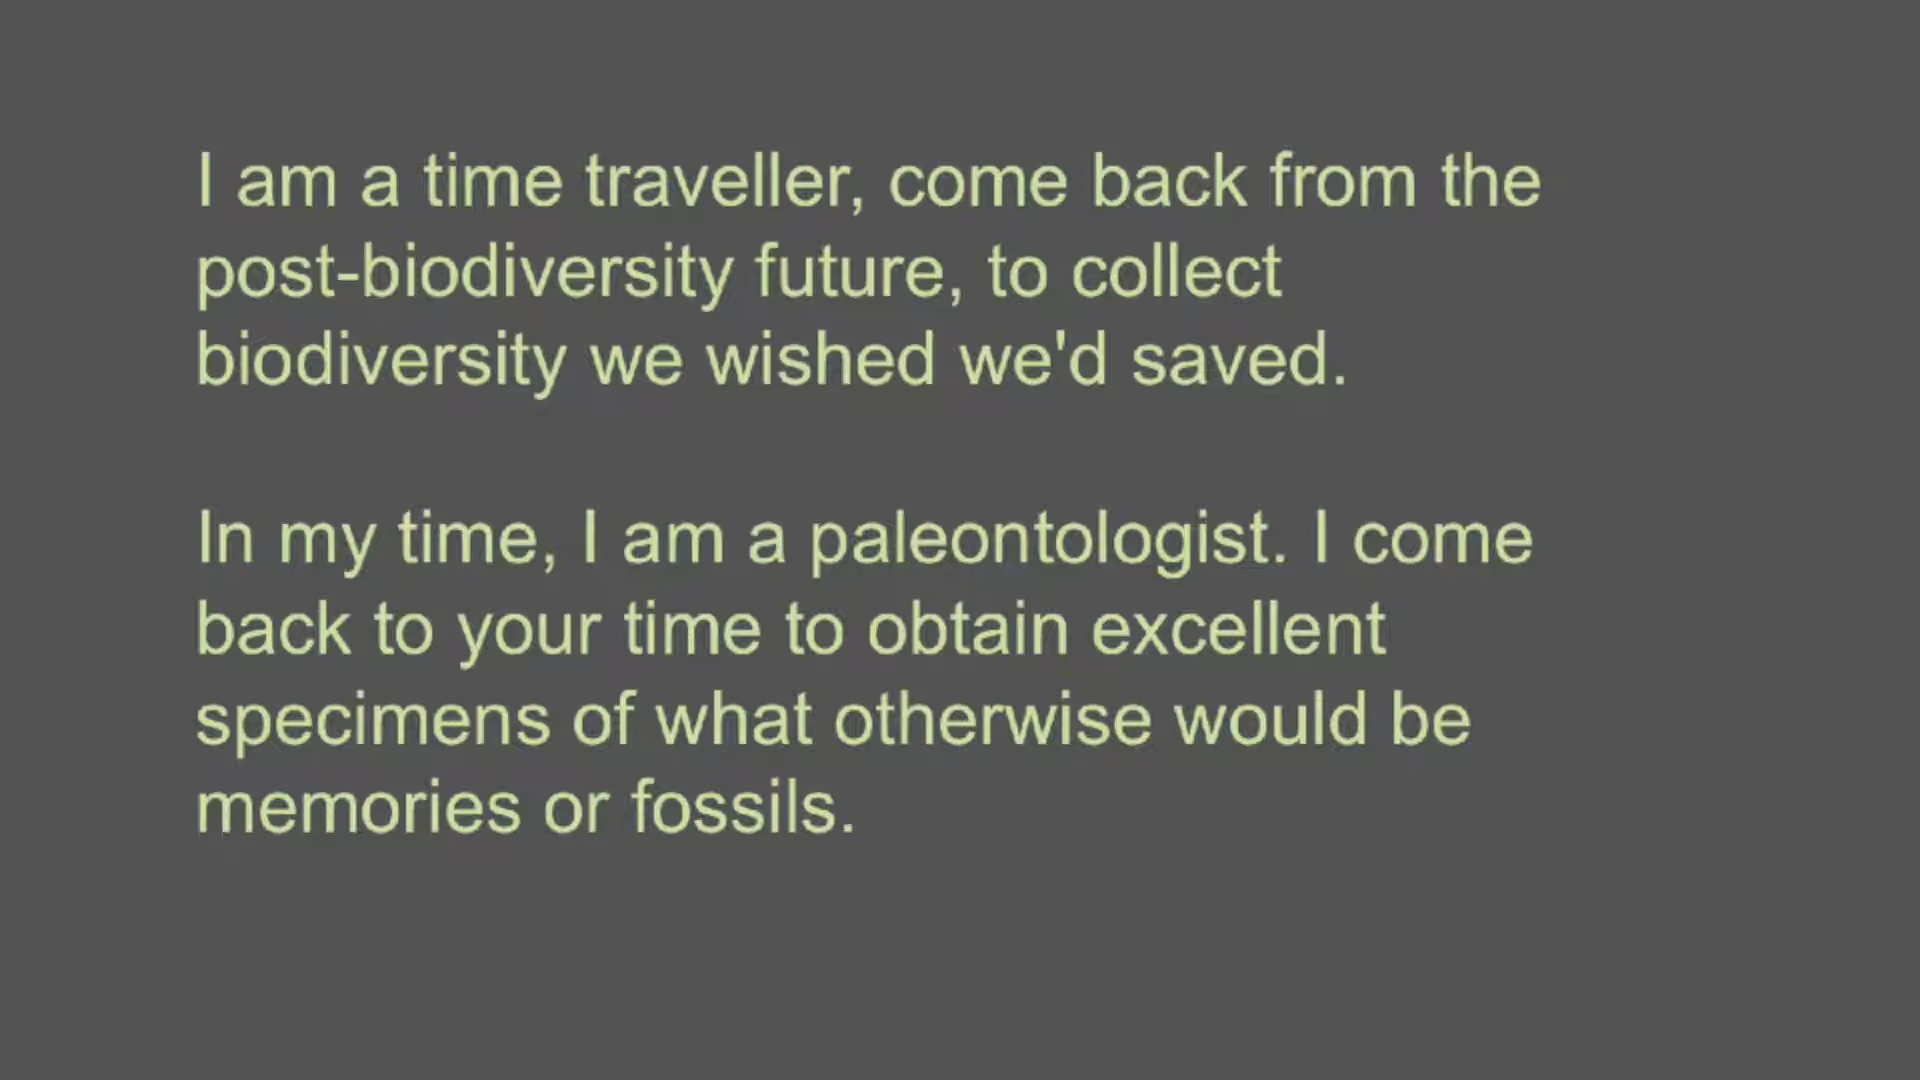 I am a time traveller, come back from the
post-biodiversity future, to collect
biodiversity we wished we'd saved.
In my time, I am a paleontologist. I come
back to your time to obtain excellent
specimens of what otherwise would be
memories or fossils.